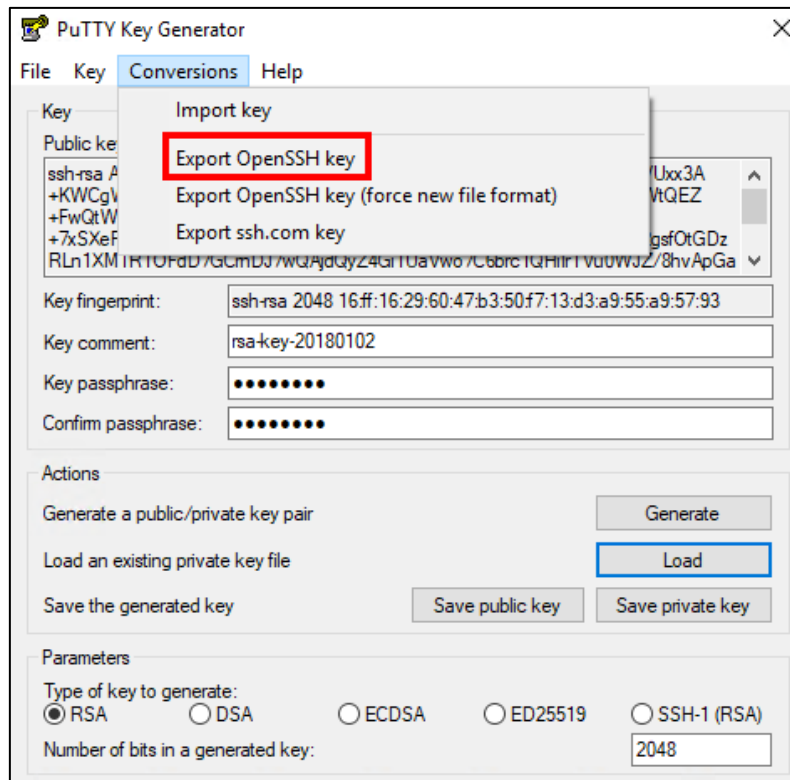 PuTTY Key Generator
File Key Conversions Help
Import key
Export OpenSSH key
Export OpenSSH key (force new file format)
Export ssh.com key
Key
Public ke
ssh-rsa A /Uxx3A
+KWCgV VtQEZ
+FwQtW
+7xSXeF gsfOtGDz
Key fingerprint: ssh-rsa 2048 16:ff:16:29:60:47:b3:50:f7:13:d3:a9:55:a9:57:93
Key comment: rsa-key-20180102
Key passphrase: ●●●●●●●●
Confirm passphrase: ●●●●●●●●
Actions
Generate a public/private key pair Generate
Load an existing private key file Load
Save the generated key Save public key Save private key
Parameters
Type of key to generate:
RSA DSA ECDSA ED25519 SSH-1 (RSA)
Number of bits in a generated key: 2048